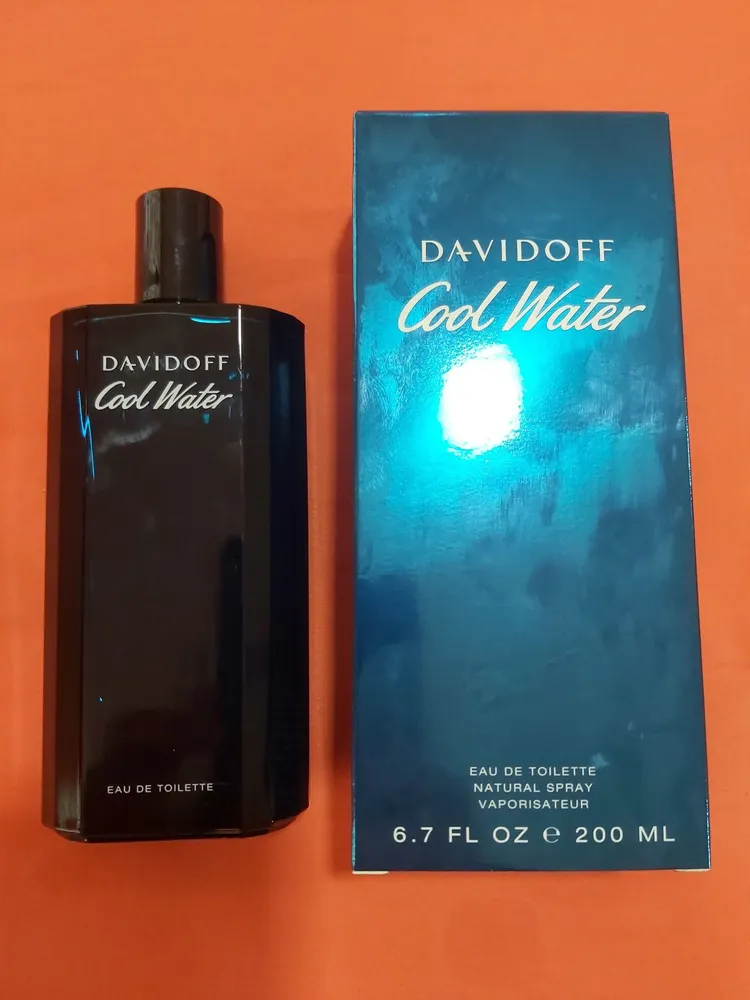 DAVIDOFF
Cool Water
EAU DE TOILETTE
DAVIDOFF
Cool Water
EAU DE TOILETTE
NATURAL SPRAY
VAPORISATEUR
6.7 FL OZ ℮ 200 ML